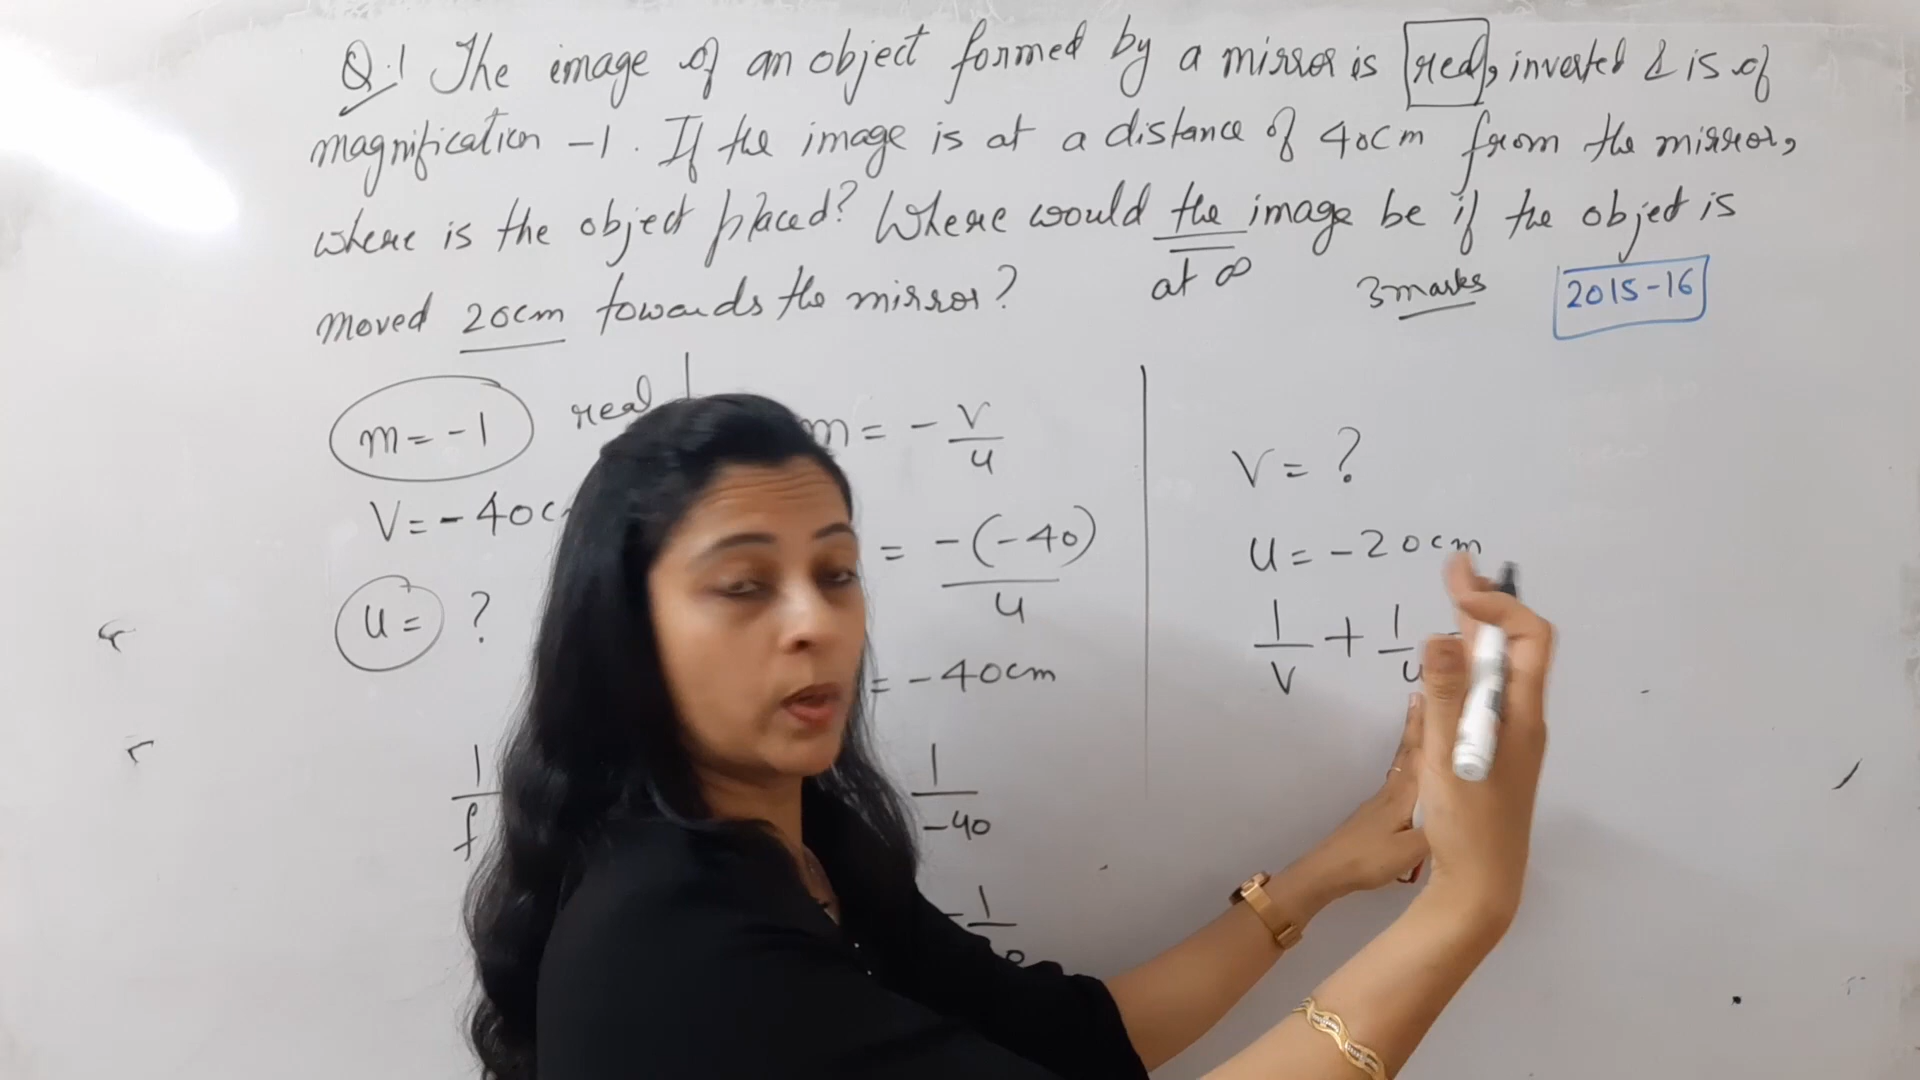 Q.1 The image of an object formed by a mirror is real, inverted & is of
magnification -1. If the image is at a distance of 40cm from the mirror,
where is the object placed? Where would the image be if the object is
moved 20cm towards the mirror?
at ∞
3 marks
2015-16
m = -1 real
V = -40c
u = ?
1/f
m = - V/u
= -(-40)/u
= -40cm
1/-40
-1/
V = ?
u = -20cm
1/V + 1/u